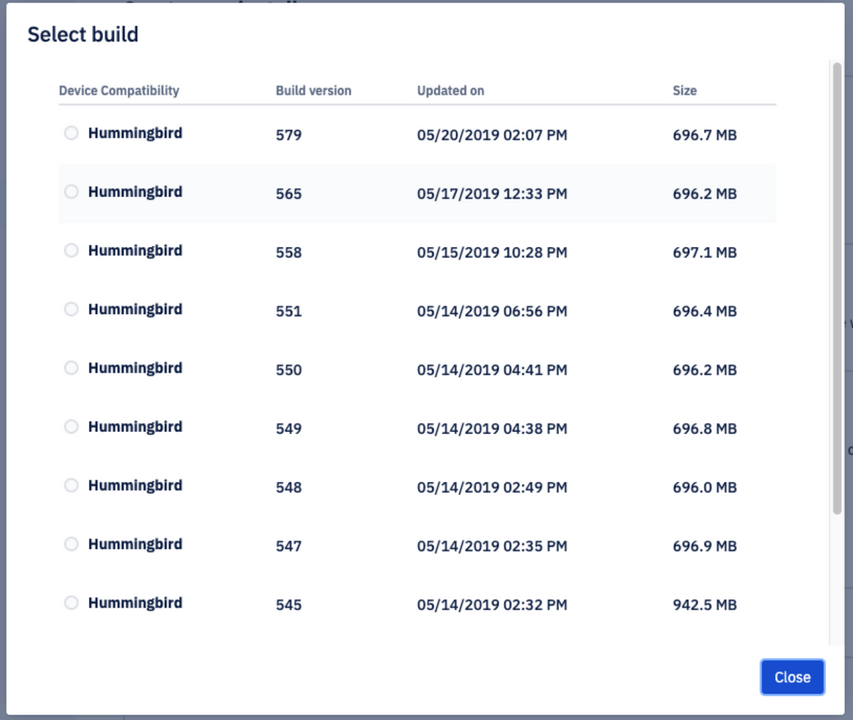 Select build
Device Compatibility Build version Updated on Size
Hummingbird 579 05/20/2019 02:07 PM 696.7 MB
Hummingbird 565 05/17/2019 12:33 PM 696.2 MB
Hummingbird 558 05/15/2019 10:28 PM 697.1 MB
Hummingbird 551 05/14/2019 06:56 PM 696.4 MB
Hummingbird 550 05/14/2019 04:41 PM 696.2 MB
Hummingbird 549 05/14/2019 04:38 PM 696.8 MB
Hummingbird 548 05/14/2019 02:49 PM 696.0 MB
Hummingbird 547 05/14/2019 02:35 PM 696.9 MB
Hummingbird 545 05/14/2019 02:32 PM 942.5 MB
Close